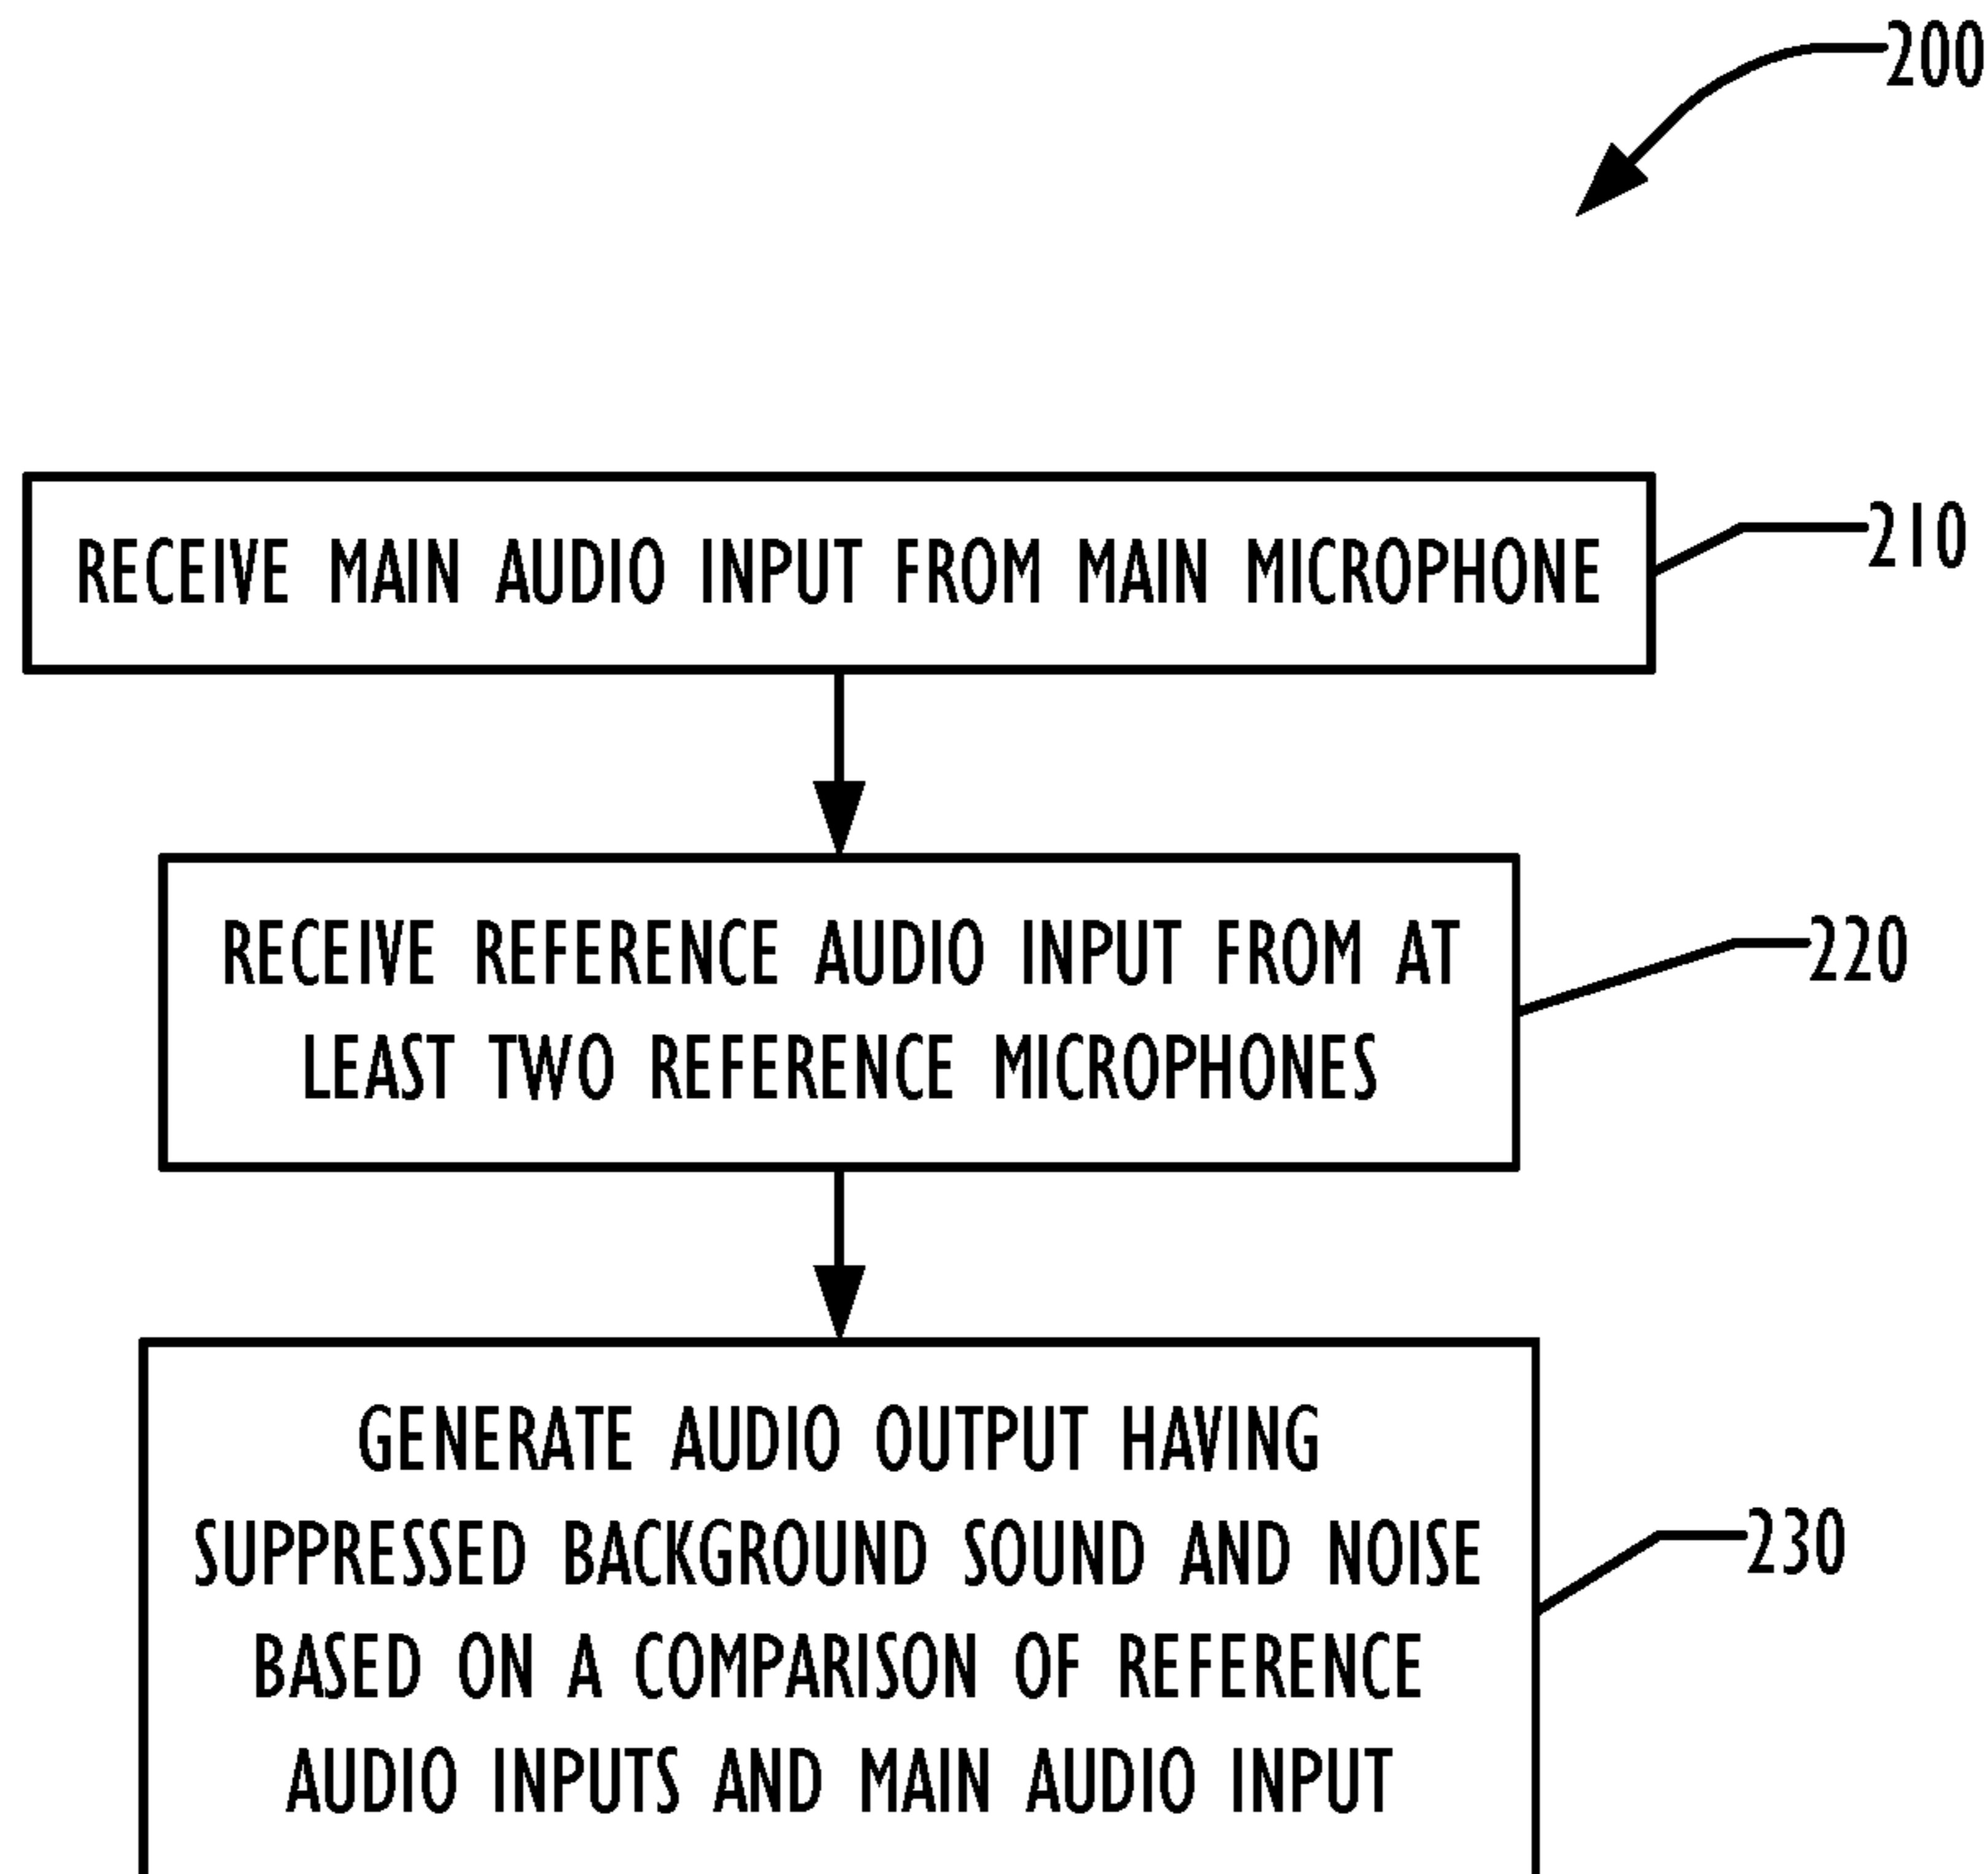 200
RECEIVE MAIN AUDIO INPUT FROM MAIN MICROPHONE
210
RECEIVE REFERENCE AUDIO INPUT FROM AT
LEAST TWO REFERENCE MICROPHONES
220
GENERATE AUDIO OUTPUT HAVING
SUPPRESSED BACKGROUND SOUND AND NOISE
BASED ON A COMPARISON OF REFERENCE
AUDIO INPUTS AND MAIN AUDIO INPUT
230